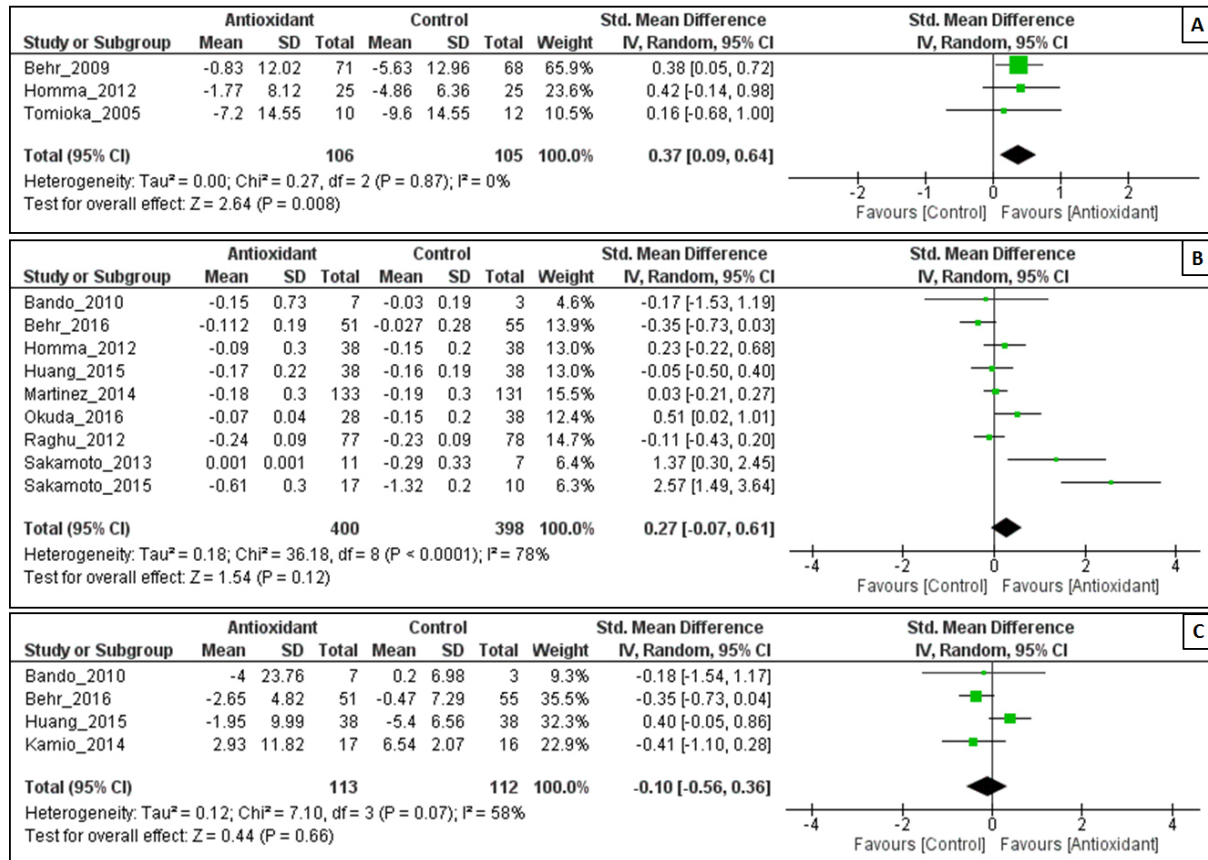 Antioxidant Control Std. Mean Difference Std. Mean Difference A
Study or Subgroup Mean SD Total Mean SD Total Weight IV, Random, 95% CI IV, Random, 95% CI
Behr_2009 -0.83 12.02 71 -5.63 12.96 68 65.9% 0.38 [0.05, 0.72]
Homma_2012 -1.77 8.12 25 -4.86 6.36 25 23.6% 0.42 [-0.14, 0.98]
Tomioka_2005 -7.2 14.55 10 -9.6 14.55 12 10.5% 0.16 [-0.68, 1.00]
Total (95% CI) 106 105 100.0% 0.37 [0.09, 0.64]
Heterogeneity: Tau² = 0.00; Chi² = 0.27, df = 2 (P = 0.87); I² = 0%
Test for overall effect: Z = 2.64 (P = 0.008)
-2 -1 0 1 2
Favours [Control] Favours [Antioxidant]
Antioxidant Control Std. Mean Difference Std. Mean Difference B
Study or Subgroup Mean SD Total Mean SD Total Weight IV, Random, 95% CI IV, Random, 95% CI
Bando_2010 -0.15 0.73 7 -0.03 0.19 3 4.6% -0.17 [-1.53, 1.19]
Behr_2016 -0.112 0.19 51 -0.027 0.28 55 13.9% -0.35 [-0.73, 0.03]
Homma_2012 -0.09 0.3 38 -0.15 0.2 38 13.0% 0.23 [-0.22, 0.68]
Huang_2015 -0.17 0.22 38 -0.16 0.19 38 13.1% -0.05 [-0.50, 0.40]
Martinez_2014 -0.18 0.3 133 -0.19 0.3 131 15.5% 0.03 [-0.21, 0.27]
Okuda_2016 -0.07 0.04 28 -0.15 0.2 38 12.4% 0.51 [0.02, 1.01]
Raghu_2012 -0.24 0.09 77 -0.23 0.09 78 14.7% -0.11 [-0.43, 0.20]
Sakamoto_2013 0.001 0.001 11 -0.29 0.33 7 6.4% 1.37 [0.30, 2.45]
Sakamoto_2015 -0.61 0.3 17 -1.32 0.2 10 6.3% 2.57 [1.49, 3.64]
Total (95% CI) 400 398 100.0% 0.27 [-0.07, 0.61]
Heterogeneity: Tau² = 0.18; Chi² = 36.18, df = 8 (P < 0.0001); I² = 78%
Test for overall effect: Z = 1.54 (P = 0.12)
-4 -2 0 2 4
Favours [Control] Favours [Antioxidant]
Antioxidant Control Std. Mean Difference Std. Mean Difference C
Study or Subgroup Mean SD Total Mean SD Total Weight IV, Random, 95% CI IV, Random, 95% CI
Bando_2010 -4 23.76 7 0.2 6.98 3 9.3% -0.18 [-1.54, 1.17]
Behr_2016 -2.65 4.82 51 -0.47 7.29 55 35.5% -0.35 [-0.73, 0.04]
Huang_2015 -1.95 9.99 38 -5.4 6.56 38 32.3% 0.40 [-0.05, 0.86]
Kamio_2014 2.93 11.82 17 6.54 2.07 16 22.9% -0.41 [-1.10, 0.28]
Total (95% CI) 113 112 100.0% -0.10 [-0.56, 0.36]
Heterogeneity: Tau² = 0.12; Chi² = 7.10, df = 3 (P = 0.07); I² = 58%
Test for overall effect: Z = 0.44 (P = 0.66)
-4 -2 0 2 4
Favours [Control] Favours [Antioxidant]